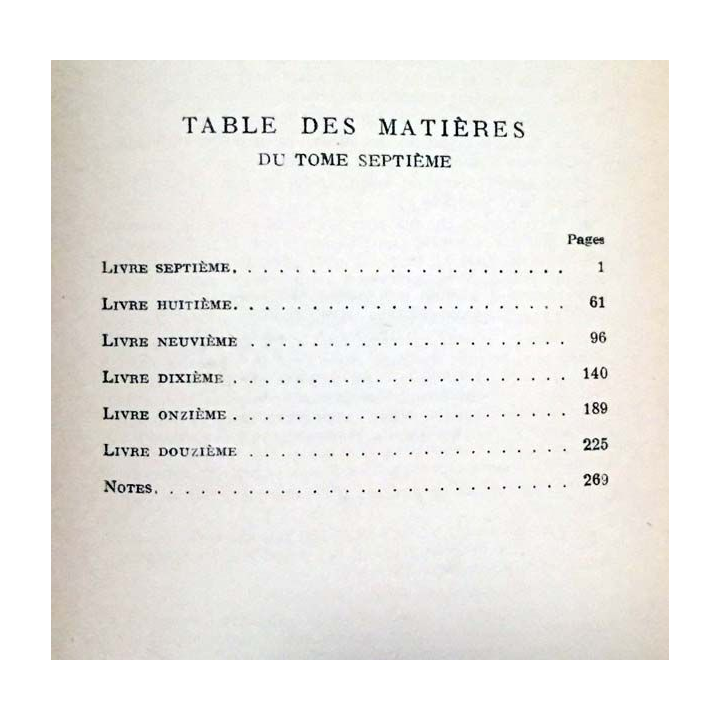 TABLE DES MATIÈRES
DU TOME SEPTIÈME
Pages
LIVRE SEPTIÈME. . . . . . . . . . . . . . . . . . . . . . 1
LIVRE HUITIÈME. . . . . . . . . . . . . . . . . . . . . . 61
LIVRE NEUVIÈME . . . . . . . . . . . . . . . . . . . . . 96
LIVRE DIXIÈME . . . . . . . . . . . . . . . . . . . . . . 140
LIVRE ONZIÈME . . . . . . . . . . . . . . . . . . . . . . 189
LIVRE DOUZIÈME . . . . . . . . . . . . . . . . . . . . . 225
NOTES. . . . . . . . . . . . . . . . . . . . . . . . . . . 269